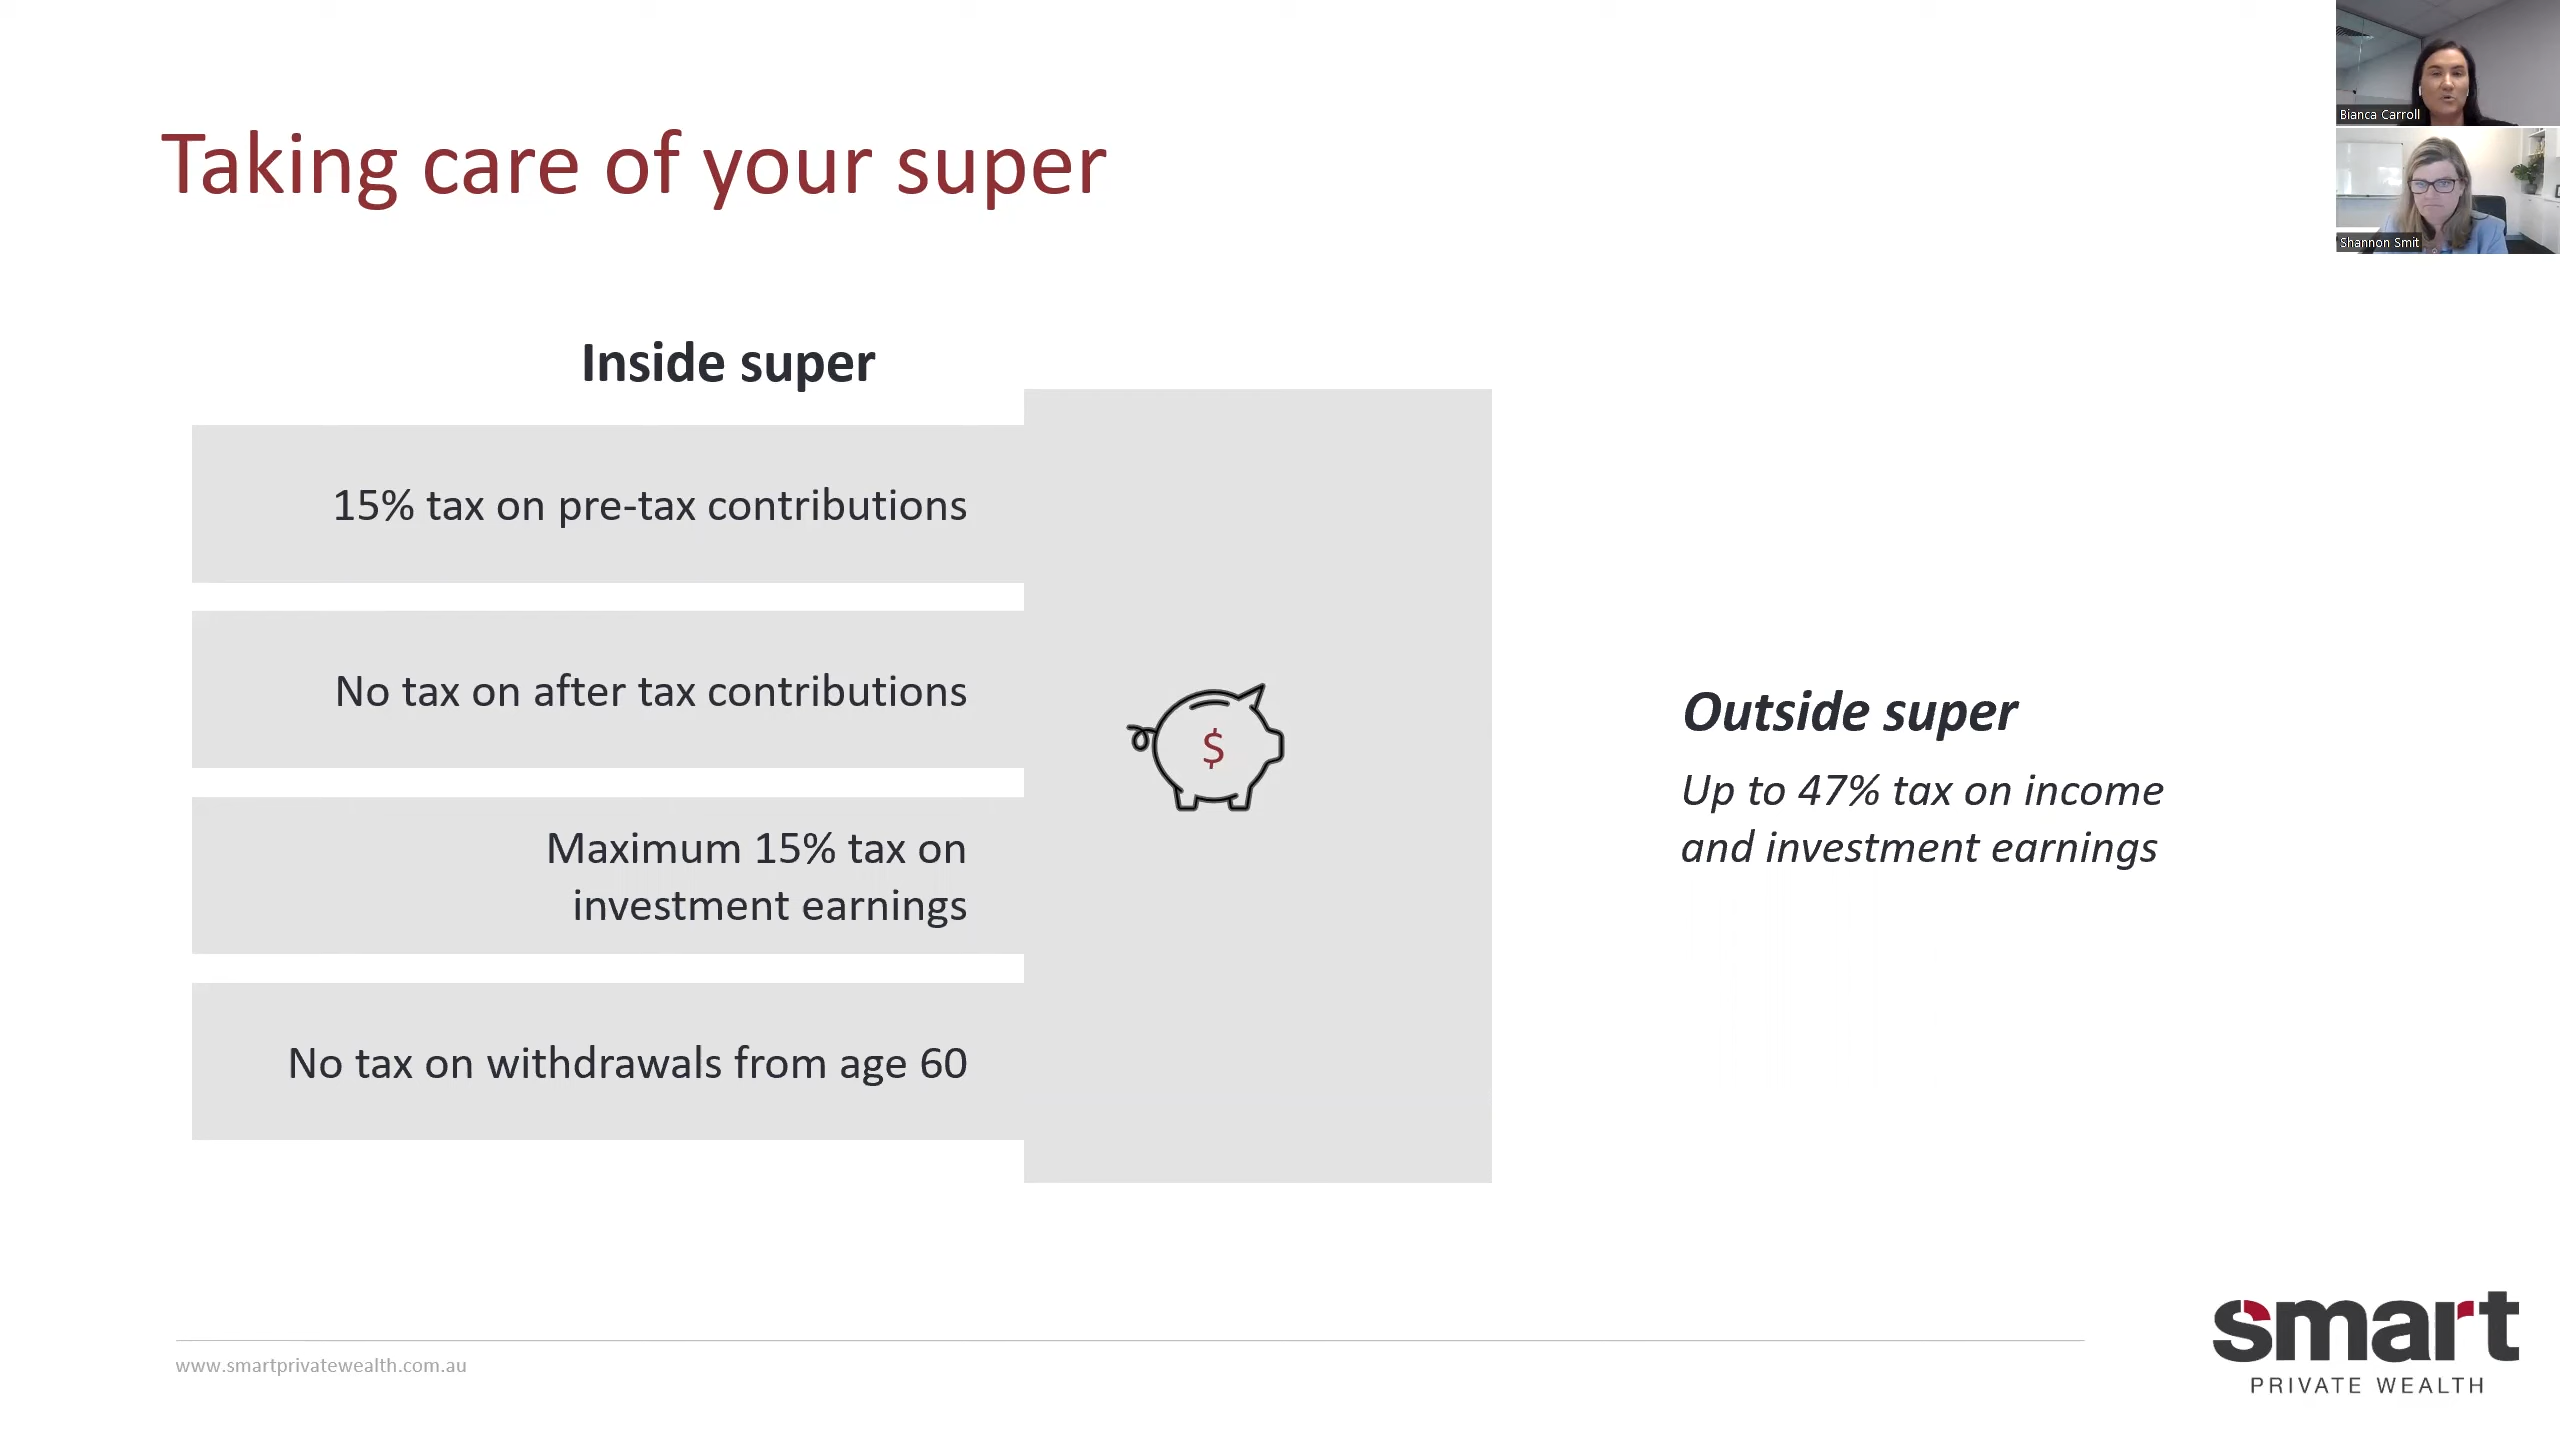 Taking care of your super
Bianca Carroll
Shannon Smit
Inside super
15% tax on pre-tax contributions
No tax on after tax contributions
Maximum 15% tax on
investment earnings
No tax on withdrawals from age 60
$
Outside super
Up to 47% tax on income
and investment earnings
www.smartprivatewealth.com.au
smart
PRIVATE WEALTH